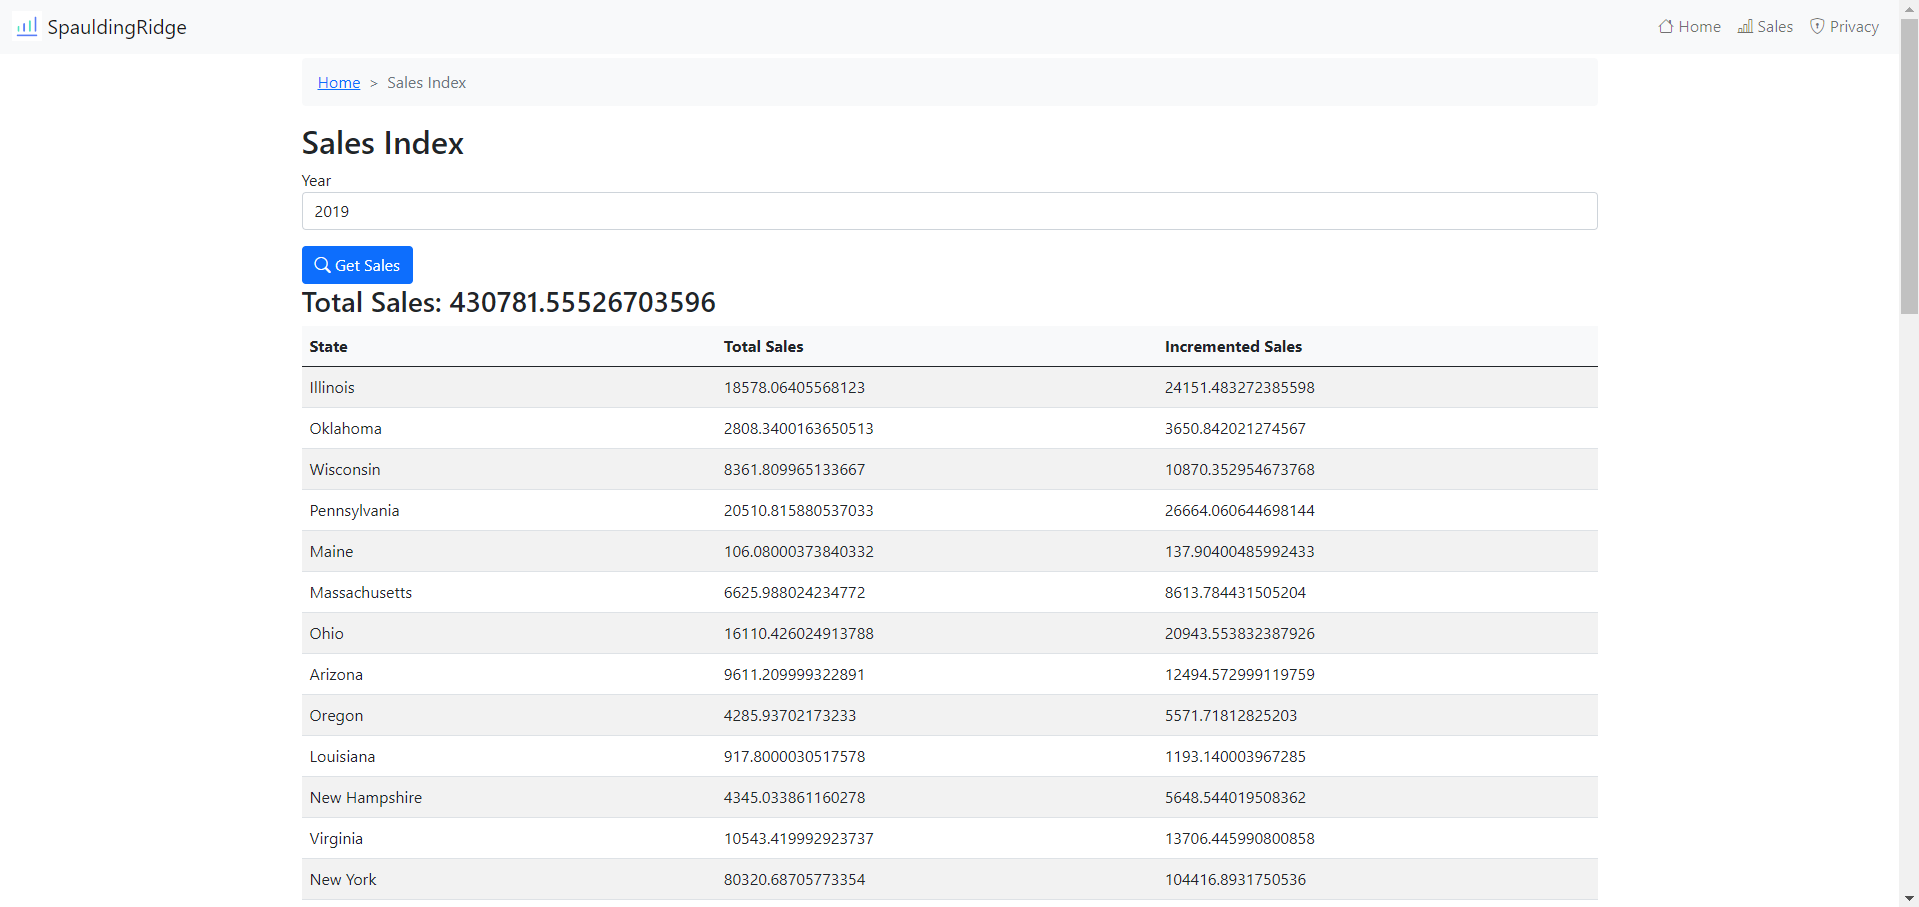 SpauldingRidge Home Sales Privacy
Home > Sales Index
Sales Index
Year
2019
Get Sales
Total Sales: 430781.55526703596
State Total Sales Incremented Sales
Illinois 18578.06405568123 24151.483272385598
Oklahoma 2808.3400163650513 3650.842021274567
Wisconsin 8361.809965133667 10870.352954673768
Pennsylvania 20510.815880537033 26664.060644698144
Maine 106.08000373840332 137.90400485992433
Massachusetts 6625.988024234772 8613.784431505204
Ohio 16110.426024913788 20943.553832387926
Arizona 9611.209999322891 12494.572999119759
Oregon 4285.93702173233 5571.71812825203
Louisiana 917.8000030517578 1193.140003967285
New Hampshire 4345.033861160278 5648.544019508362
Virginia 10543.419992923737 13706.445990800858
New York 80320.68705773354 104416.8931750536